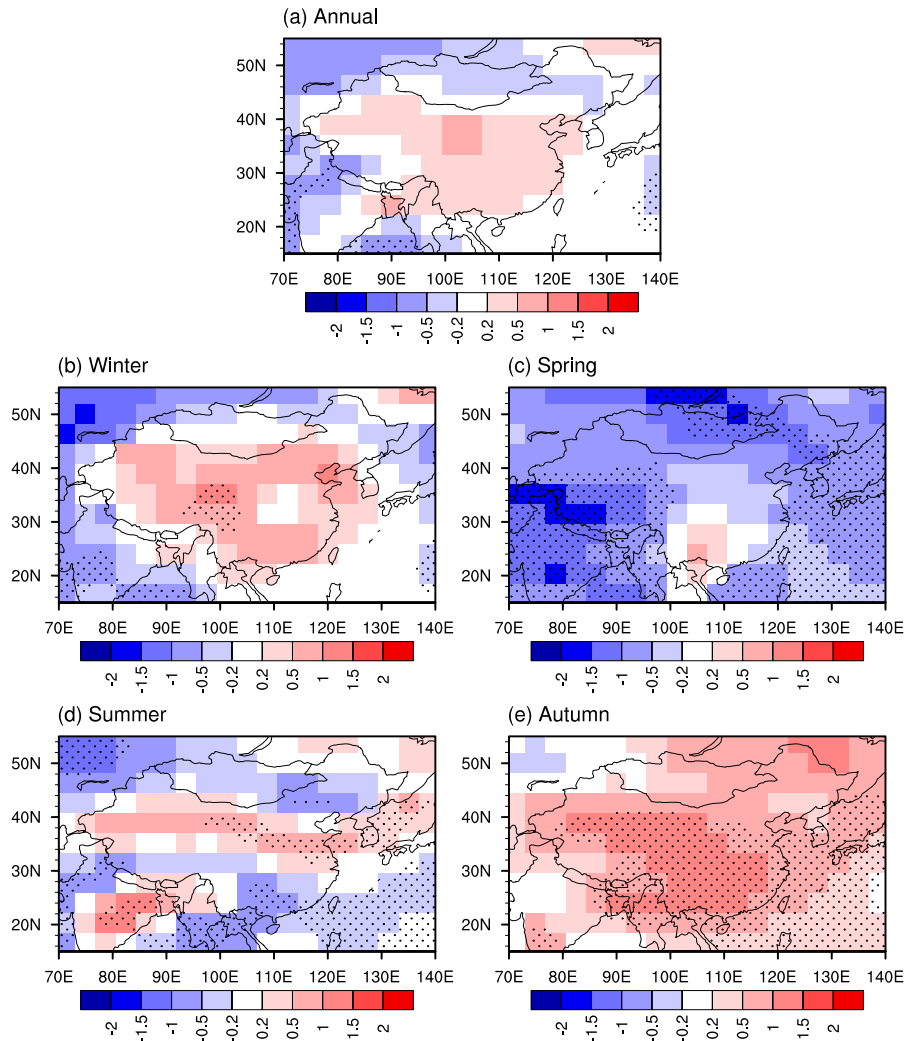 (a) Annual
50N
40N
30N
20N
70E 80E 90E 100E 110E 120E 130E 140E
-2 -1.5 -1 -0.5 -0.2 0.2 0.5 1 1.5 2
(b) Winter (c) Spring
50N 50N
40N 40N
30N 30N
20N 20N
70E 80E 90E 100E 110E 120E 130E 140E 70E 80E 90E 100E 110E 120E 130E 140E
-2 -1.5 -1 -0.5 -0.2 0.2 0.5 1 1.5 2 -2 -1.5 -1 -0.5 -0.2 0.2 0.5 1 1.5 2
(d) Summer (e) Autumn
50N 50N
40N 40N
30N 30N
20N 20N
70E 80E 90E 100E 110E 120E 130E 140E 70E 80E 90E 100E 110E 120E 130E 140E
-2 -1.5 -1 -0.5 -0.2 0.2 0.5 1 1.5 2 -2 -1.5 -1 -0.5 -0.2 0.2 0.5 1 1.5 2